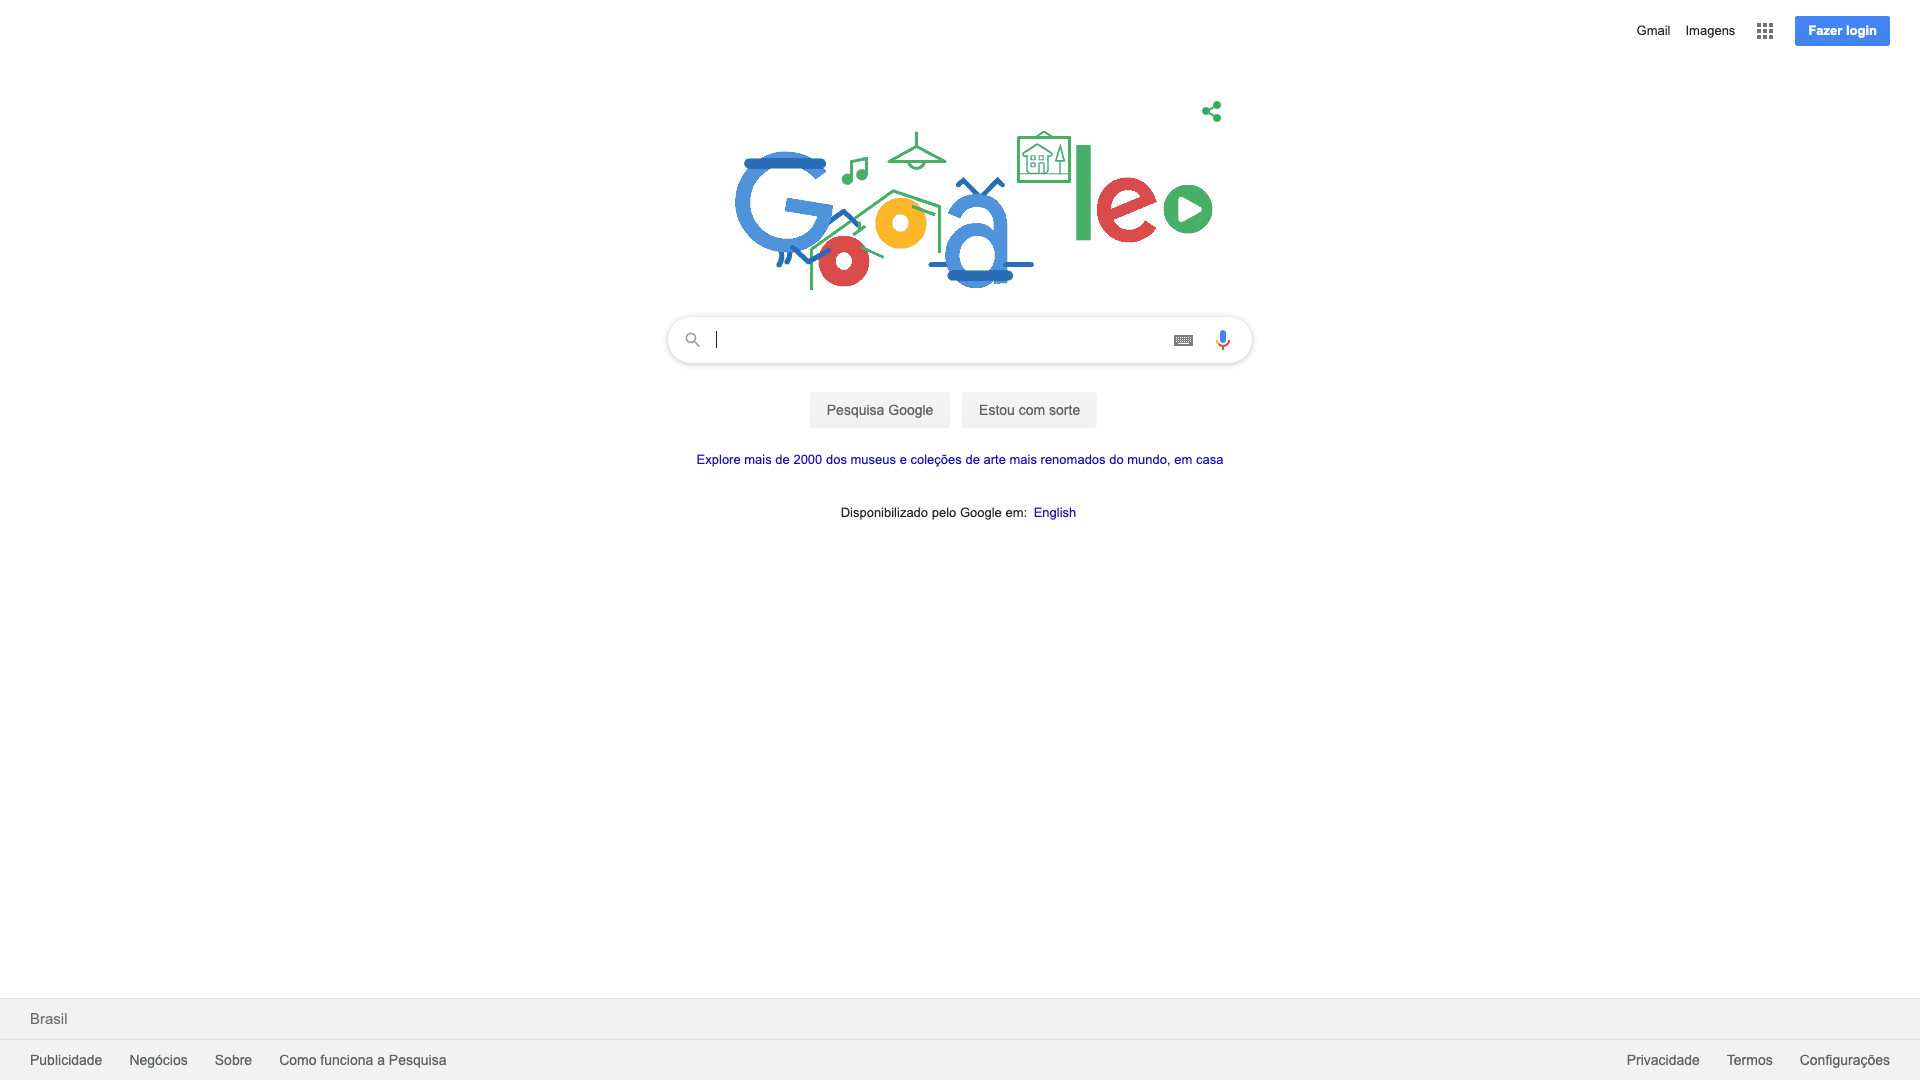 Gmail Imagens Fazer login
Google
Pesquisa Google Estou com sorte
Explore mais de 2000 dos museus e coleções de arte mais renomados do mundo, em casa
Disponibilizado pelo Google em: English
Brasil
Publicidade Negócios Sobre Como funciona a Pesquisa Privacidade Termos Configurações